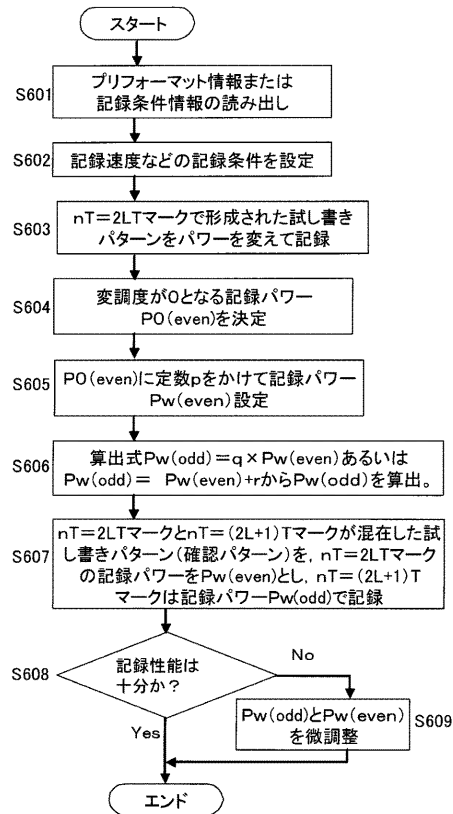 スタート
S601
プリフォーマット情報または
記録条件情報の読み出し
S602
記録速度などの記録条件を設定
S603
nT=2LTマークで形成された試し書き
パターンをパワーを変えて記録
S604
変調度が0となる記録パワー
P0(even)を決定
S605
P0(even)に定数pをかけて記録パワー
Pw(even)設定
S606
算出式Pw(odd)=q×Pw(even)あるいは
Pw(odd)= Pw(even)+rからPw(odd)を算出。
S607
nT=2LTマークとnT=(2L+1)Tマークが混在した試
し書きパターン(確認パターン)を, nT=2LTマーク
の記録パワーをPw(even)とし, nT=(2L+1)T
マークは記録パワーPw(odd)で記録
S608
記録性能は
十分か?
No
Yes
Pw(odd)とPw(even)
を微調整
S609
エンド